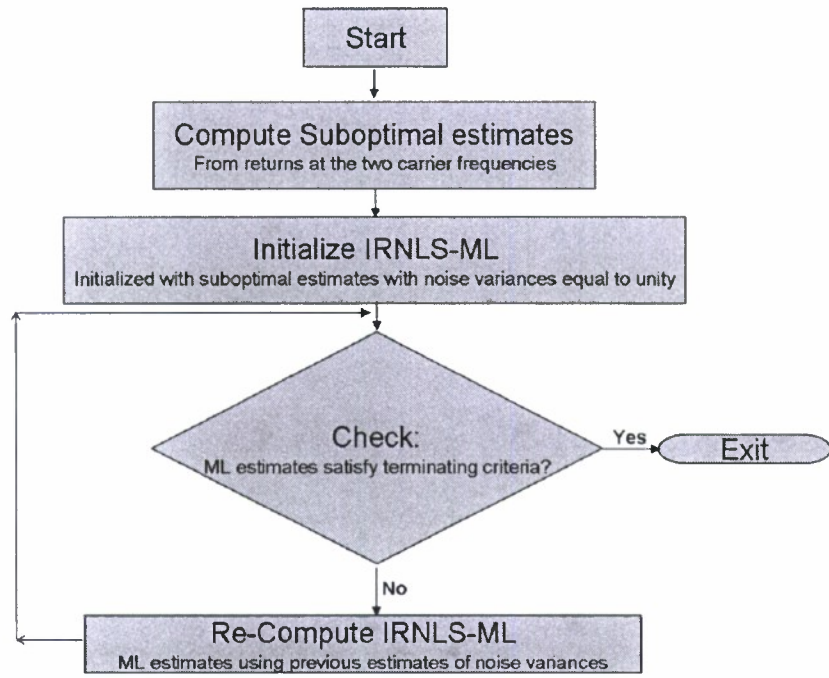 Start
Compute Suboptimal estimates
From returns at the two carrier frequencies
Initialize IRNLS-ML
Initialized with suboptimal estimates with noise variances equal to unity
Check:
ML estimates satisfy terminating criteria?
Yes
Exit
No
Re-Compute IRNLS-ML
ML estimates using previous estimates of noise variances